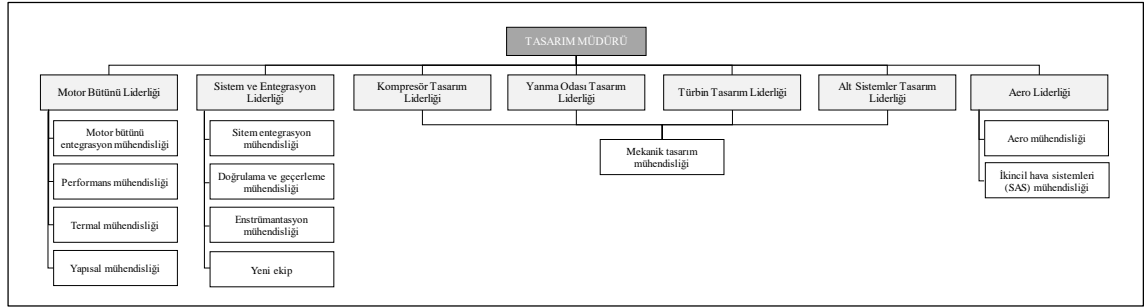 TASARIM MÜDÜRÜ
Motor Bütünü Liderliği
Sistem ve Entegrasyon
Liderliği
Kompresör Tasarım
Liderliği
Yanma Odası Tasarım
Liderliği
Türbin Tasarım Liderliği
Alt Sistemler Tasarım
Liderliği
Aero Liderliği
Motor bütünü
entegrasyon mühendisliği
Performans mühendisliği
Termal mühendisliği
Yapısal mühendisliği
Sitem entegrasyon
mühendisliği
Doğrulama ve geçerleme
mühendisliği
Enstrümantasyon
mühendisliği
Yeni ekip
Mekanik tasarım
mühendisliği
Aero mühendisliği
İkincil hava sistemleri
(SAS) mühendisliği